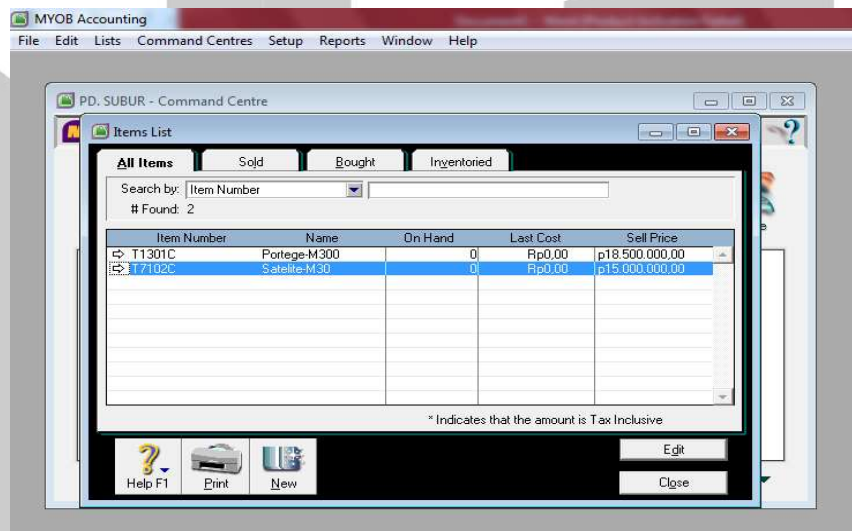 MYOB Accounting
File Edit Lists Command Centres Setup Reports Window Help
PD. SUBUR - Command Centre
Items List
All Items Sold Bought Inventoried
Search by: Item Number
# Found: 2
Item Number Name On Hand Last Cost Sell Price
T1301C Portege-M300 0 Rp0,00 p18.500.000,00
T7102C Satelite-M30 0 Rp0,00 p15.000.000,00
* Indicates that the amount is Tax Inclusive
Help F1 Print New Edit
Close